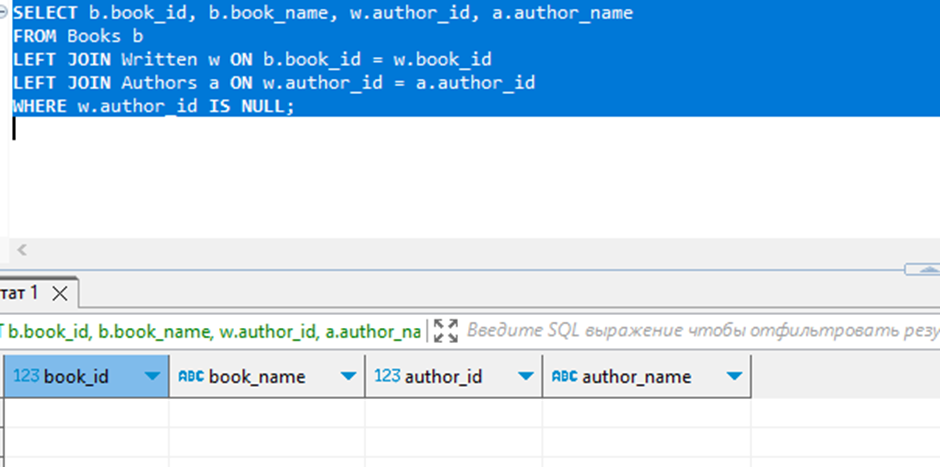 SELECT b.book_id, b.book_name, w.author_id, a.author_name
FROM Books b
LEFT JOIN Written w ON b.book_id = w.book_id
LEFT JOIN Authors a ON w.author_id = a.author_id
WHERE w.author_id IS NULL;
тат 1
T b.book_id, b.book_name, w.author_id, a.author_na Введите SQL выражение чтобы отфильтровать резу
123 book_id ABC book_name 123 author_id ABC author_name